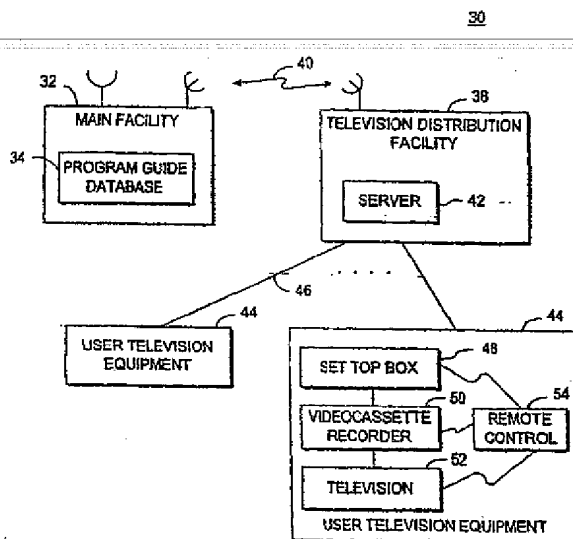 30
40
32
38
MAIN FACILITY
TELEVISION DISTRIBUTION
FACILITY
34
PROGRAM GUIDE
DATABASE
SERVER
42
46
44
44
USER TELEVISION
EQUIPMENT
SET TOP BOX
48
50
VIDEOCASSETTE
RECORDER
54
REMOTE
CONTROL
52
TELEVISION
USER TELEVISION EQUIPMENT